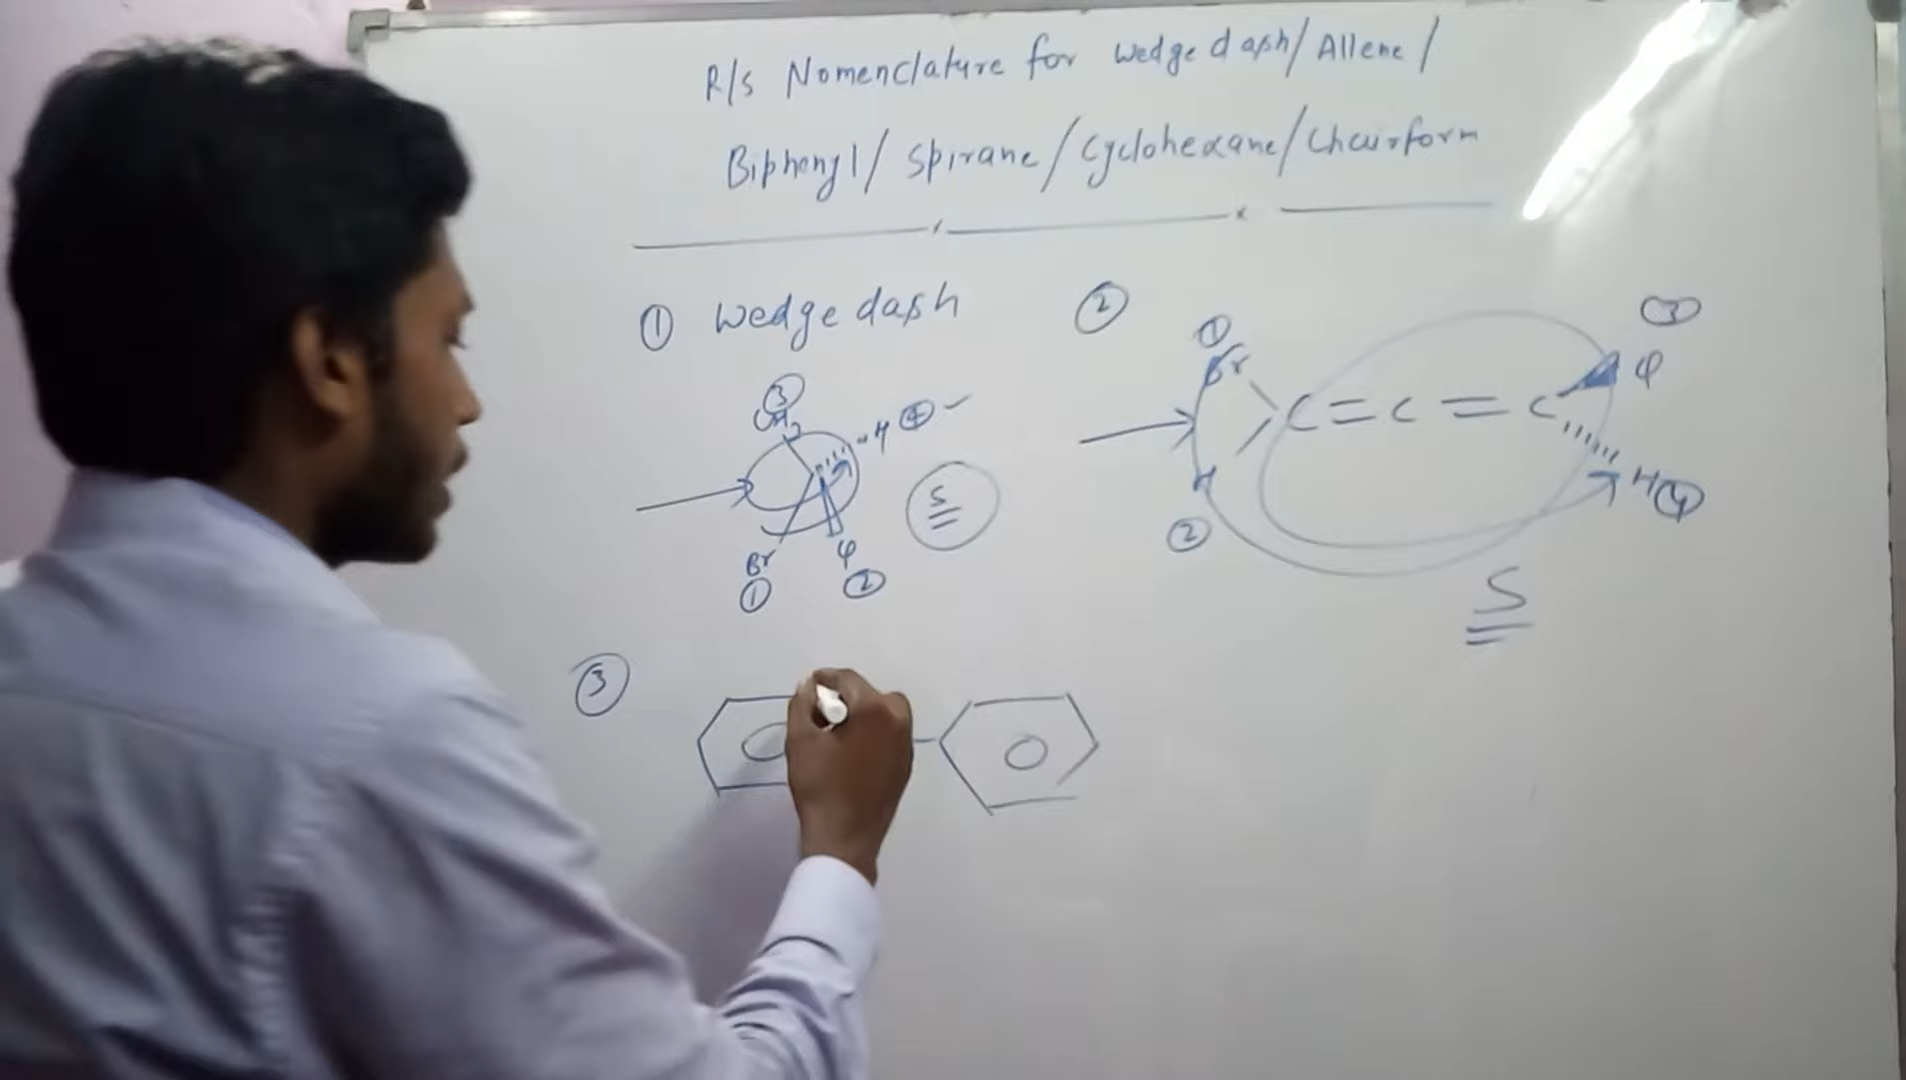 R/S Nomenclature for wedge dash/Allene/
Biphenyl/Spirane/Cyclohexane/Chairform
① Wedge dash
③
CH3
H ④
S
Br
φ
①
②
②
①
Br
C=C=C
③
φ
H
②
H④
S
③